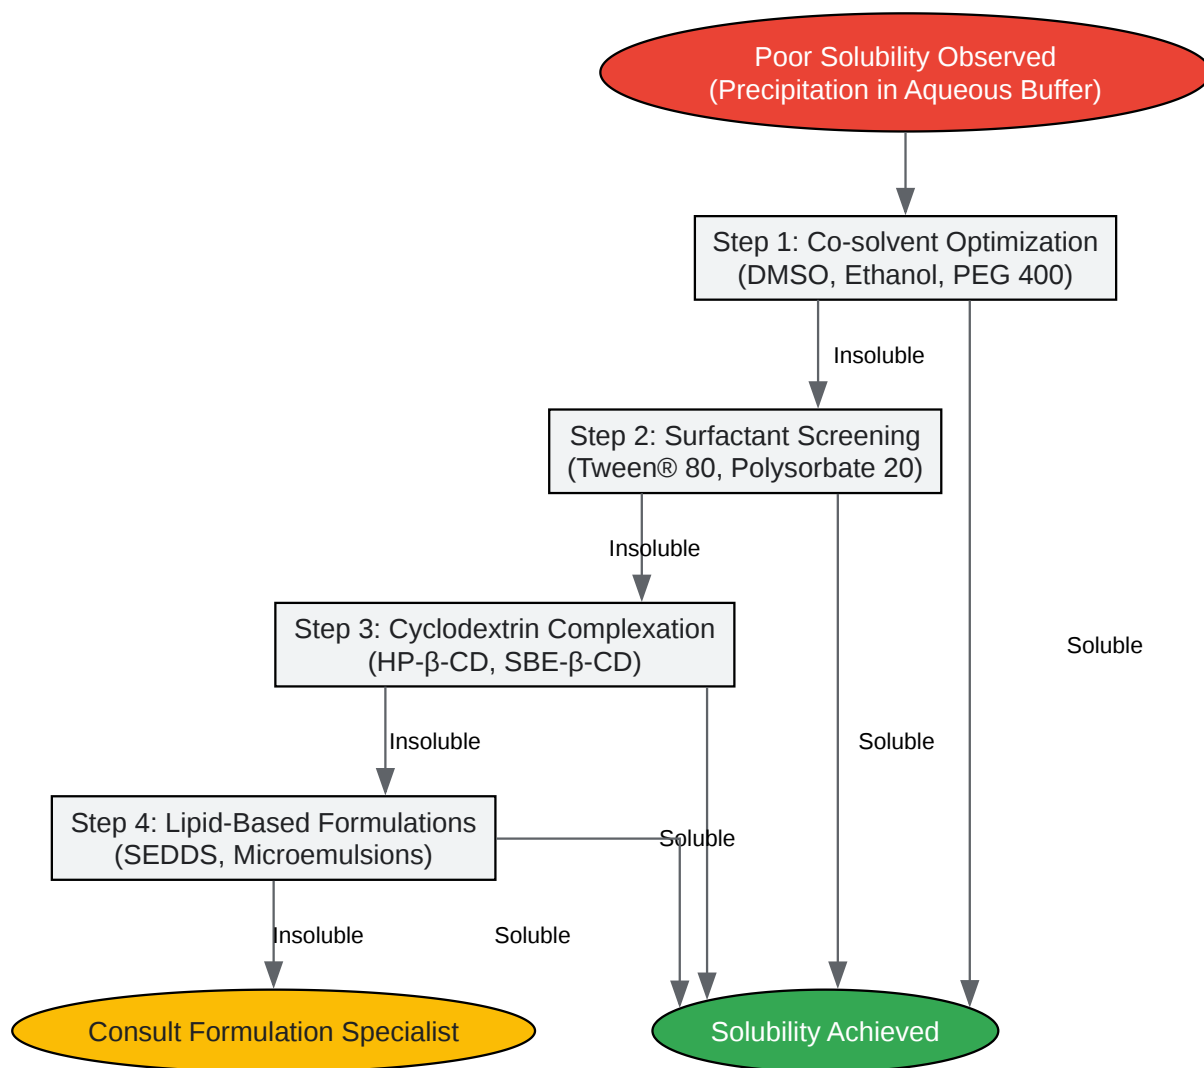 Poor Solubility Observed
(Precipitation in Aqueous Buffer)
Step 1: Co-solvent Optimization
(DMSO, Ethanol, PEG 400)
Insoluble
Step 2: Surfactant Screening
(Tween® 80, Polysorbate 20)
Insoluble
Step 3: Cyclodextrin Complexation
(HP-β-CD, SBE-β-CD)
Soluble
Insoluble
Soluble
Step 4: Lipid-Based Formulations
(SEDDS, Microemulsions)
Soluble
Insoluble
Soluble
Consult Formulation Specialist
Solubility Achieved